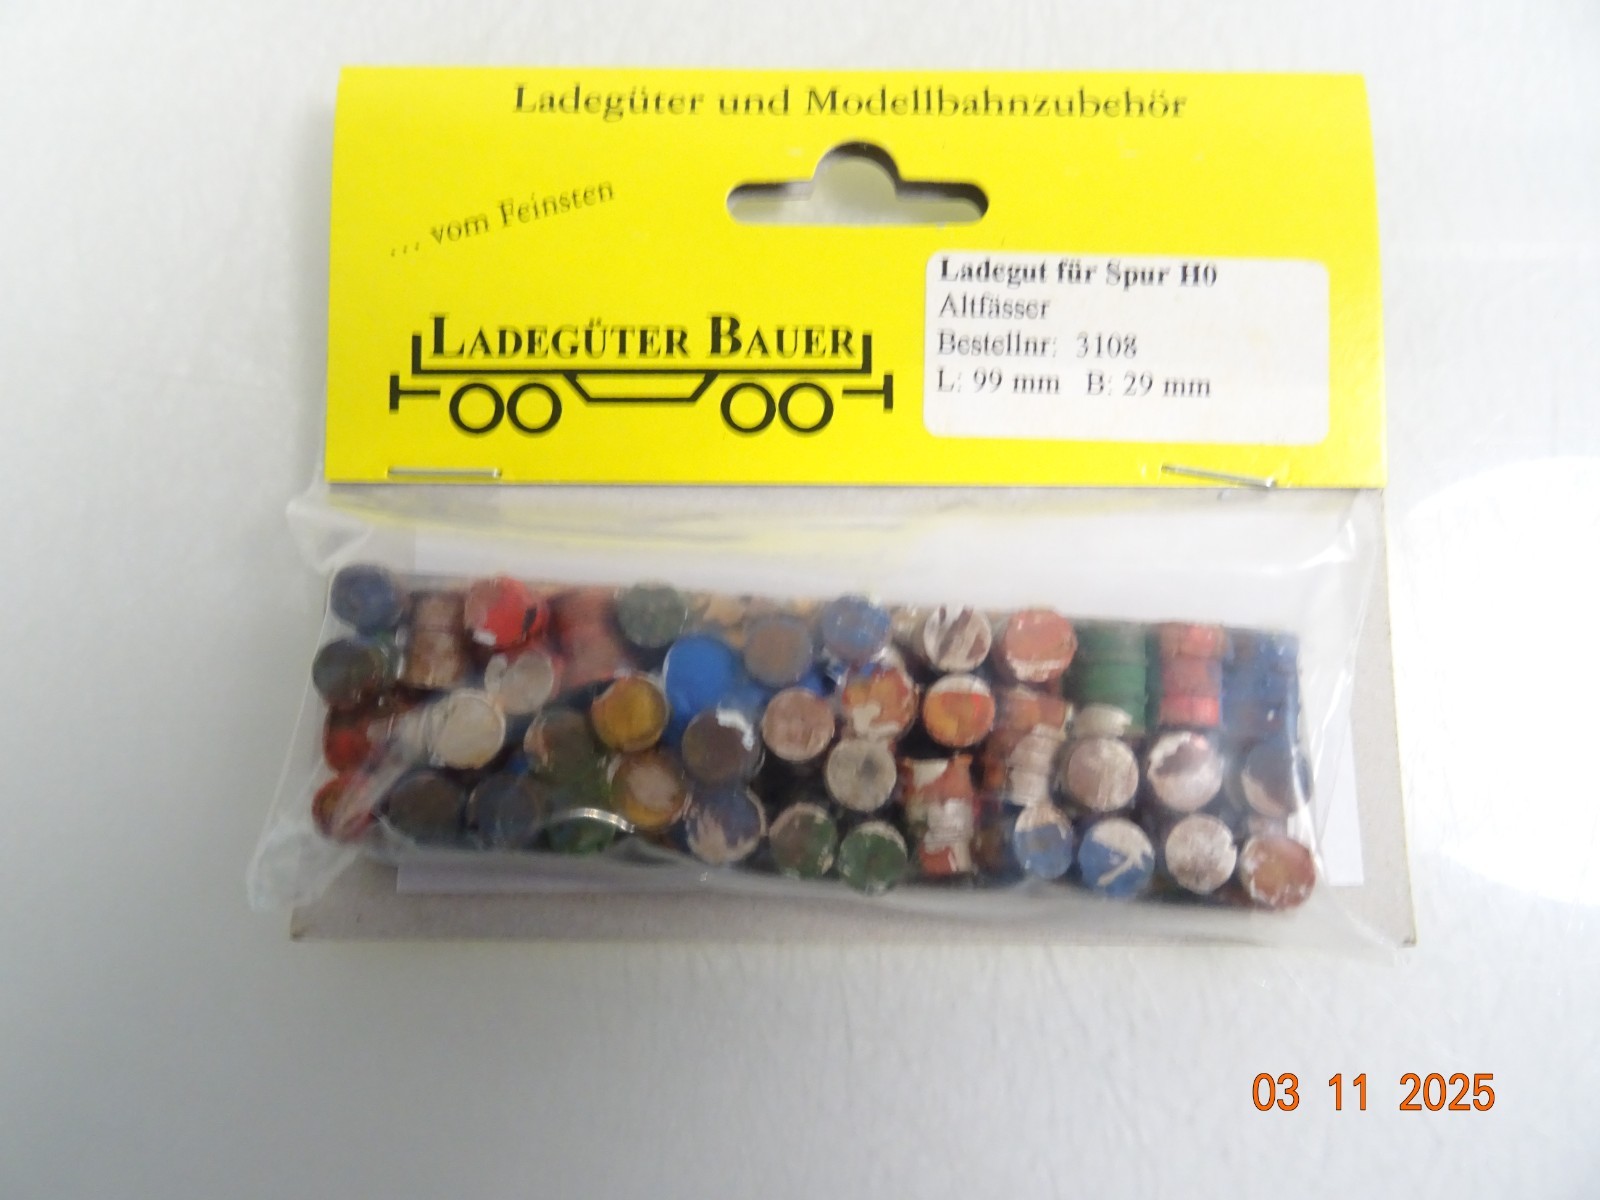 Ladegüter und Modellbahnzubehör
... vom Feinsten
LADEGÜTER BAUER
Ladegut für Spur H0
Altfässer
Bestellnr: 3108
L: 99 mm B: 29 mm
03 11 2025